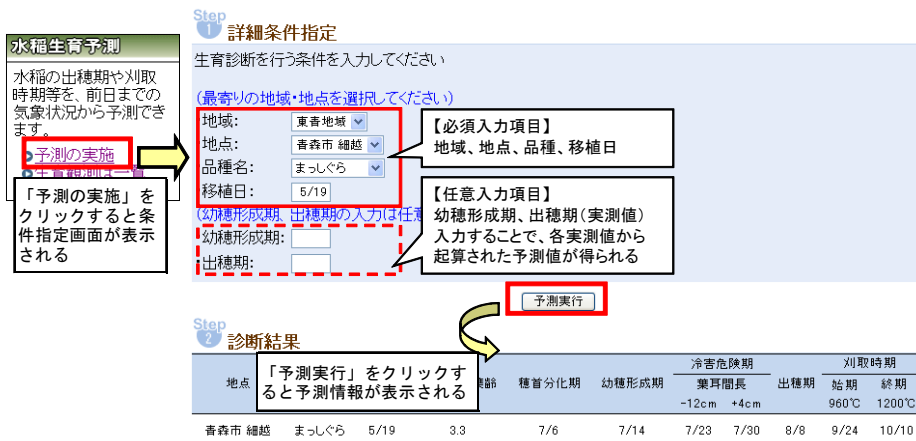 水稲生育予測
水稲の出穂期や刈取
時期等を、前日までの
気象状況から予測でき
ます。
予測の実施
「予測の実施」を
クリックすると条
件指定画面が表示
される
Step
1 詳細条件指定
生育診断を行う条件を入力してください
(最寄りの地域・地点を選択してください)
地域: 東青地域
地点: 青森市 細越
品種名: まっしぐら
移植日: 5/19
(幼穂形成期、出穂期の入力は任意
幼穂形成期:
出穂期:
【必須入力項目】
地域、地点、品種、移植日
【任意入力項目】
幼穂形成期、出穂期(実測値)
入力することで、各実測値から
起算された予測値が得られる
予測実行
Step
2 診断結果
「予測実行」をクリックす
ると予測情報が表示される
冷害危険期 刈取時期
地点 齢 穂首分化期 幼穂形成期 葉耳間長 出穂期 始期 終期
-12cm +4cm 960℃ 1200℃
青森市 細越 まっしぐら 5/19 3.3 7/6 7/14 7/23 7/30 8/8 9/24 10/10